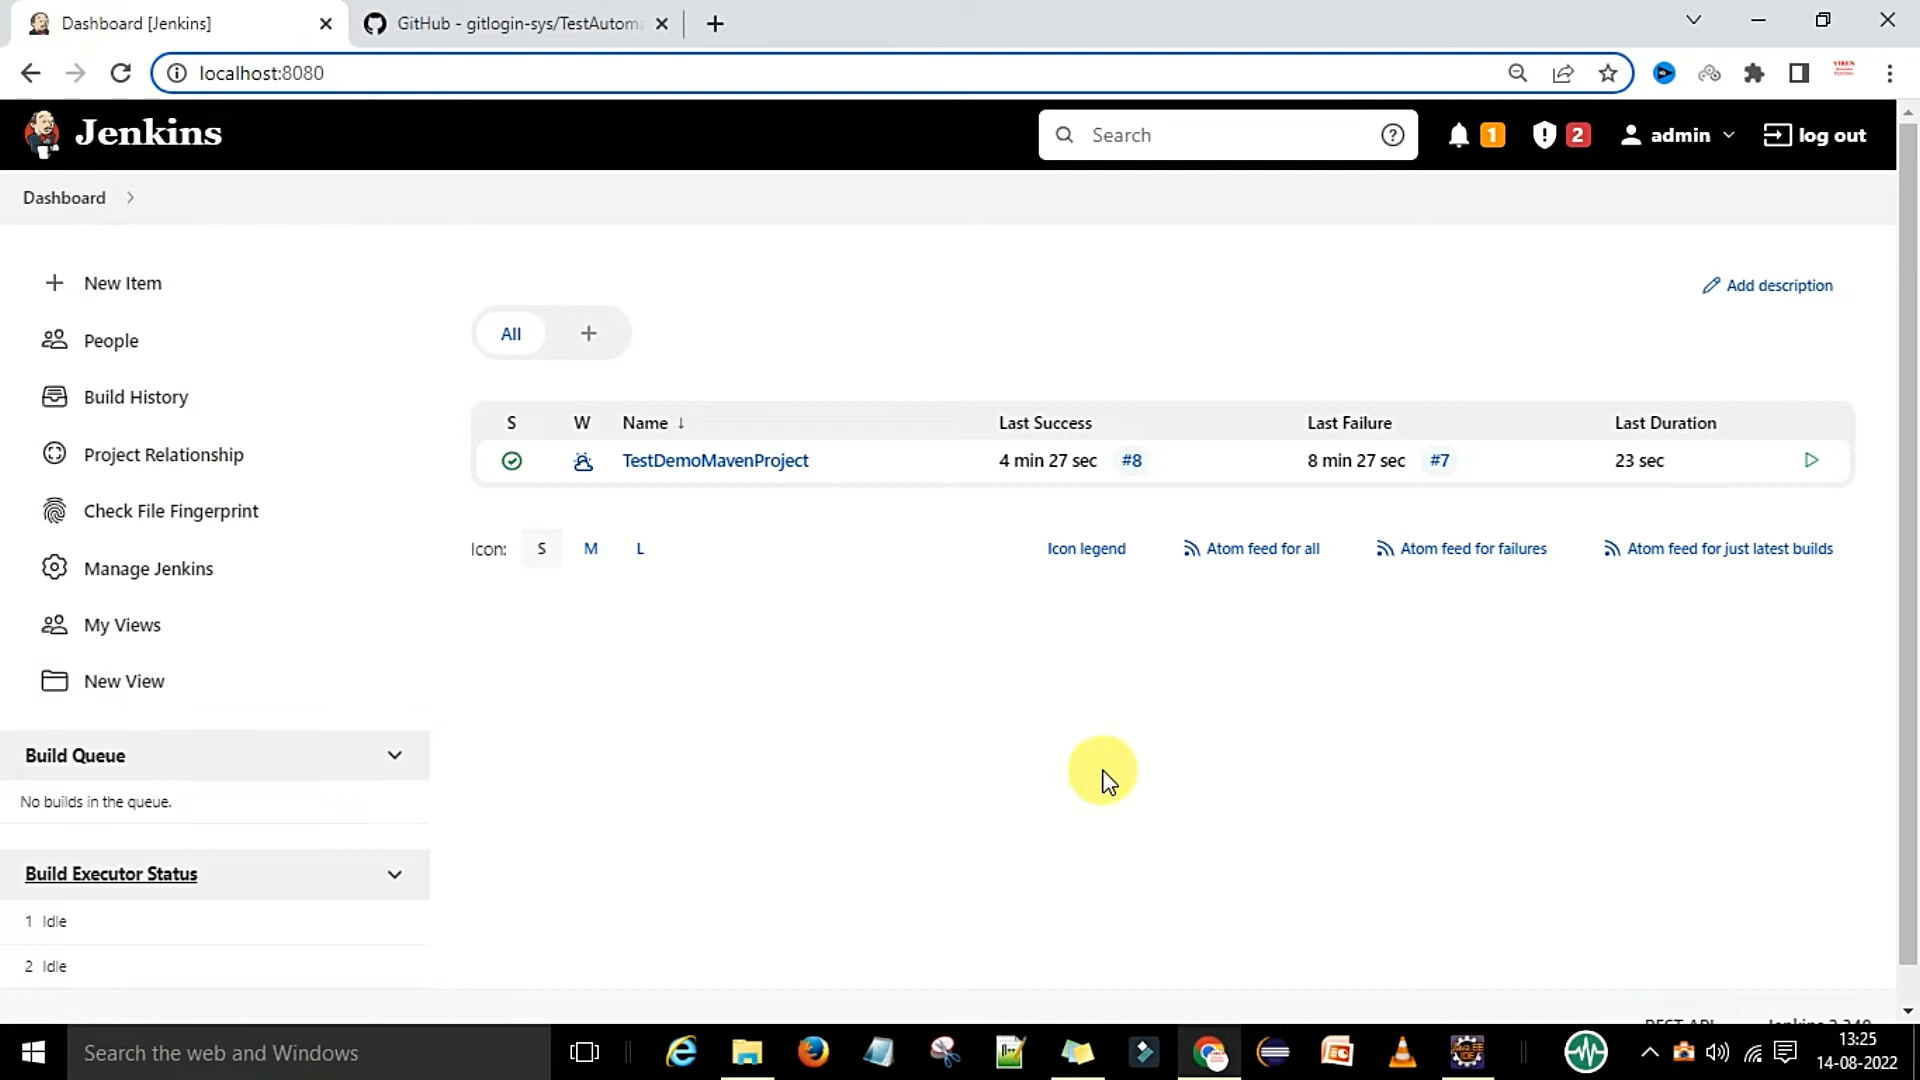 Dashboard [Jenkins]
GitHub - gitlogin-sys/TestAutom
localhost:8080
Jenkins
Search
1
2
admin
log out
Dashboard
New Item
People
Build History
Project Relationship
Check File Fingerprint
Manage Jenkins
My Views
New View
Build Queue
No builds in the queue.
Build Executor Status
1 Idle
2 Idle
Add description
All
S W Name ↓ Last Success Last Failure Last Duration
TestDemoMavenProject 4 min 27 sec #8 8 min 27 sec #7 23 sec
Icon: S M L
Icon legend Atom feed for all Atom feed for failures Atom feed for just latest builds
REST API Jenkins 2.340
Search the web and Windows
13:25
14-08-2022